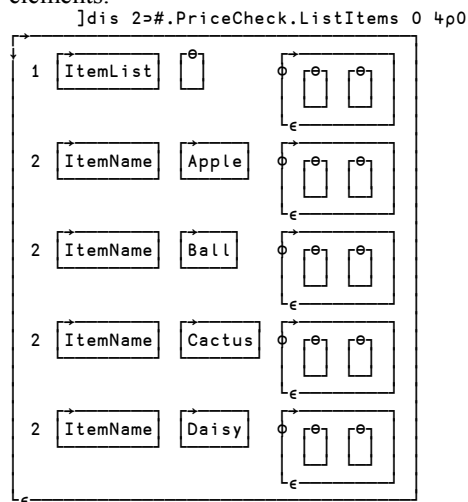 elements.
]dis 2⊃#.PriceCheck.ListItems 0 4⍴0
1 ItemList
2 ItemName Apple
2 ItemName Ball
2 ItemName Cactus
2 ItemName Daisy